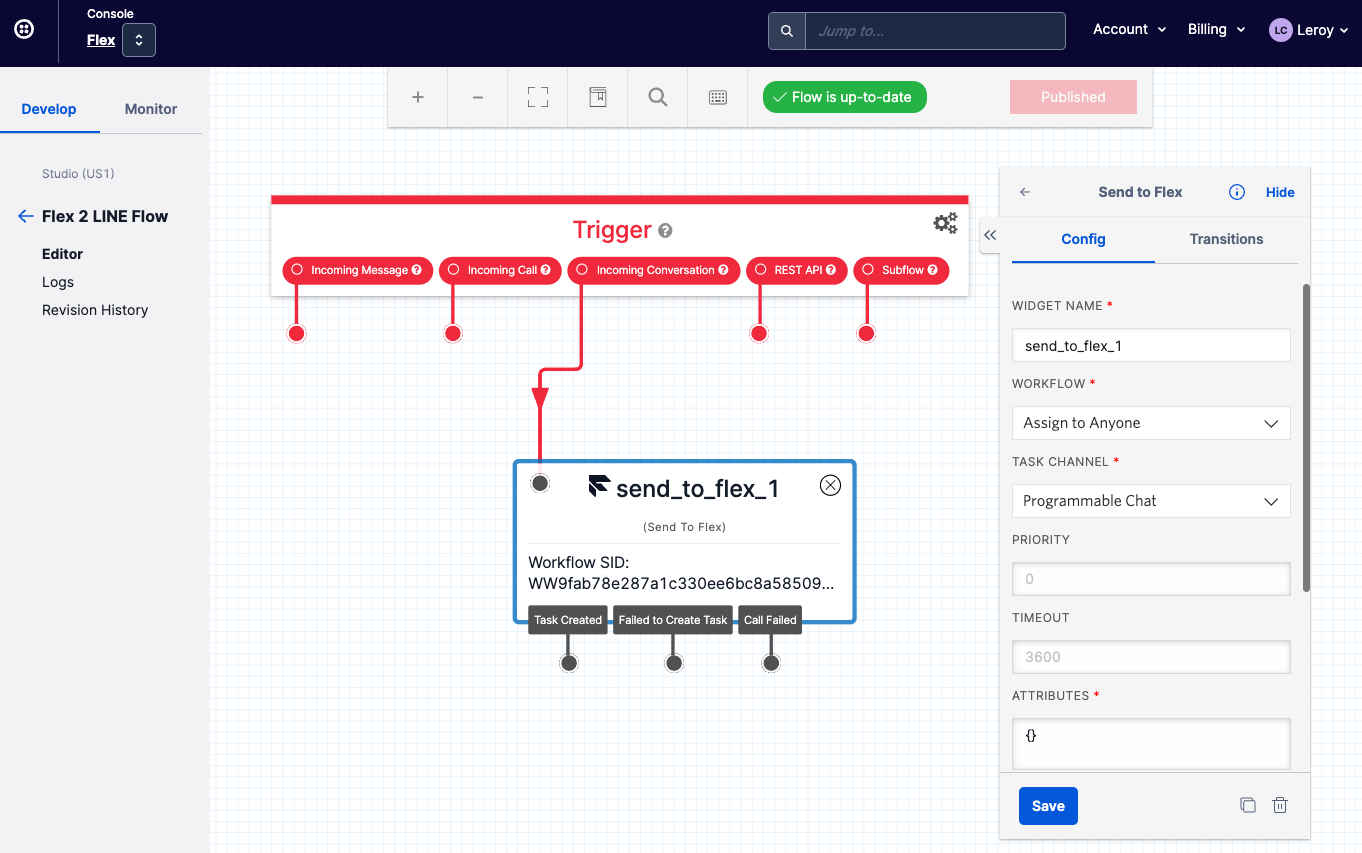 Console
Flex
Jump to...
Account
Billing
LC Leroy
Develop
Monitor
Flow is up-to-date
Published
Studio (US1)
Flex 2 LINE Flow
Editor
Logs
Revision History
Trigger ?
Incoming Message ?
Incoming Call ?
Incoming Conversation ?
REST API ?
Subflow ?
send_to_flex_1
(Send To Flex)
Workflow SID:
WW9fab78e287a1c330ee6bc8a58509...
Task Created
Failed to Create Task
Call Failed
Send to Flex
Hide
Config
Transitions
WIDGET NAME *
send_to_flex_1
WORKFLOW *
Assign to Anyone
TASK CHANNEL *
Programmable Chat
PRIORITY
0
TIMEOUT
3600
ATTRIBUTES *
{}
Save